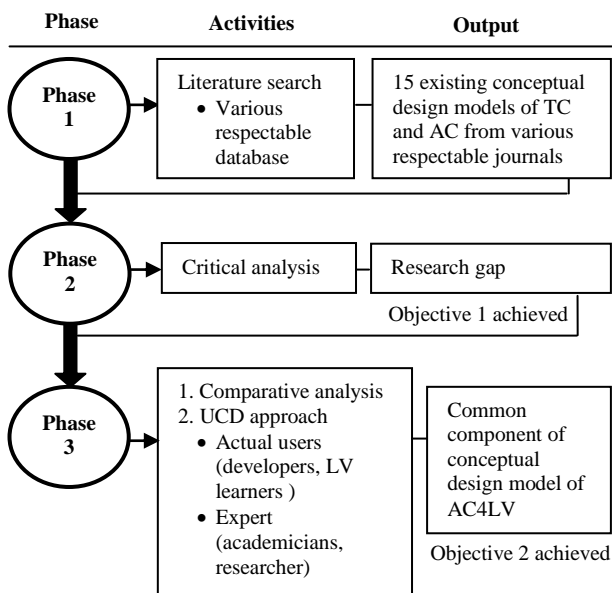 Phase Activities Output
Phase
1
Literature search
• Various
respectable
database
15 existing conceptual
design models of TC
and AC from various
respectable journals
Phase
2
Critical analysis
Research gap
Objective 1 achieved
Phase
3
1. Comparative analysis
2. UCD approach
• Actual users
(developers, LV
learners )
• Expert
(academicians,
researcher)
Common
component of
conceptual
design model of
AC4LV
Objective 2 achieved